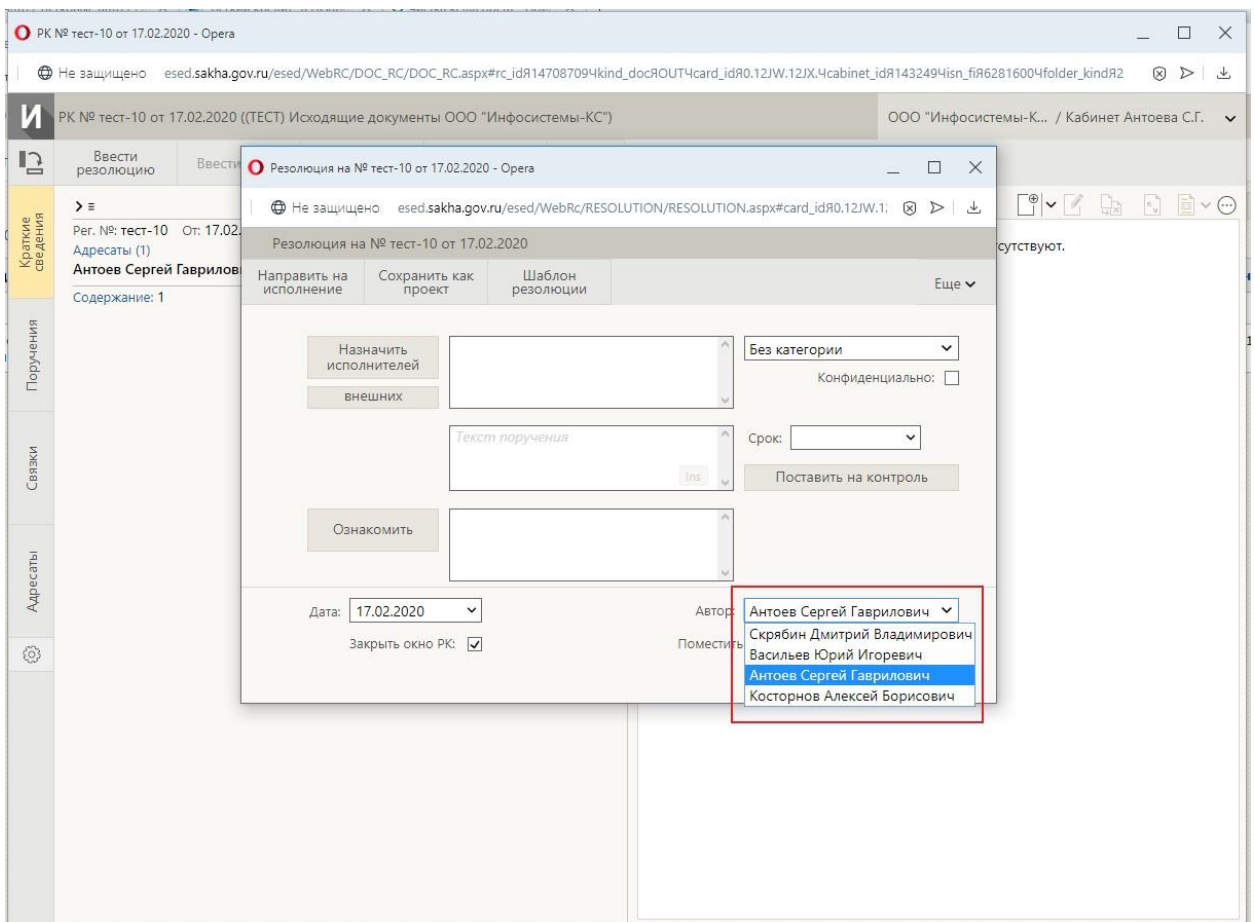 РК № тест-10 от 17.02.2020 - Opera
Не защищено esed.sakha.gov.ru/esed/WebRC/DOC_RC/DOC_RC.aspx#rc_idЯ14708709Чkind_docЯOUTЧcard_idЯ0.12JW.12JX.Чcabinet_idЯ143249Чisn_fiЯ6281600Чfolder_kindЯ2
И РК № тест-10 от 17.02.2020 ((ТЕСТ) Исходящие документы ООО "Инфосистемы-КС") ООО "Инфосистемы-К... / Кабинет Антоева С.Г.
Ввести
резолюцию
Ввести
Краткие
сведения
Поручения
Связки
Адресаты
Рег. №: тест-10 От: 17.02.
Адресаты (1)
Антоев Сергей Гаврилов
Содержание: 1
сутствуют.
Резолюция на № тест-10 от 17.02.2020 - Opera
Не защищено esed.sakha.gov.ru/esed/WebRc/RESOLUTION/RESOLUTION.aspx#card_idЯ0.12JW.1
Резолюция на № тест-10 от 17.02.2020
Направить на
исполнение
Сохранить как
проект
Шаблон
резолюции
Еще
Назначить
исполнителей
внешних
Без категории
Конфиденциально:
Текст поручения
Ins
Срок:
Поставить на контроль
Ознакомить
Дата: 17.02.2020
Автор: Антоев Сергей Гаврилович
Закрыть окно РК:
Поместить
Скрябин Дмитрий Владимирович
Васильев Юрий Игоревич
Антоев Сергей Гаврилович
Косторнов Алексей Борисович